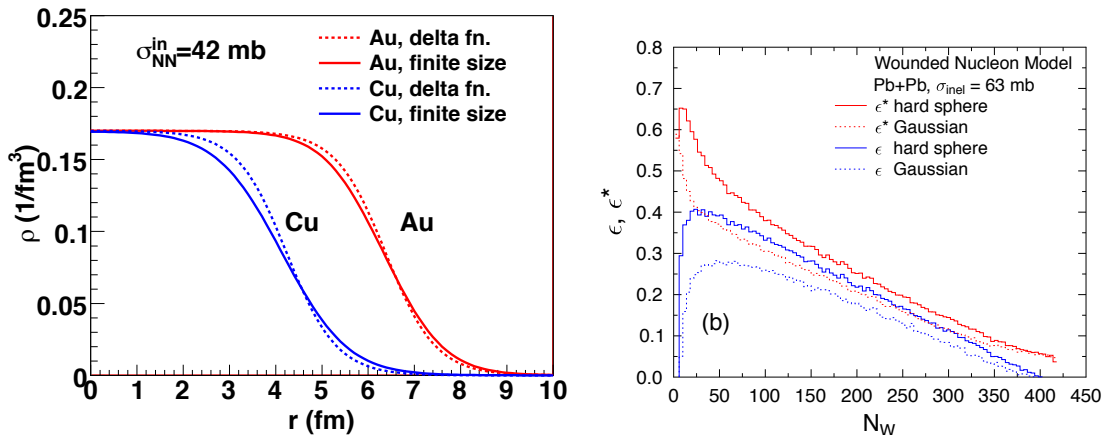 σ_NN^in=42 mb
Au, delta fn.
Au, finite size
Cu, delta fn.
Cu, finite size
Cu
Au
ρ (1/fm³)
0.2
0.15
0.1
0.05
0
0 1 2 3 4 5 6 7 8 9 10
r (fm)
Wounded Nucleon Model
Pb+Pb, σ_inel = 63 mb
ϵ* hard sphere
ϵ* Gaussian
ϵ hard sphere
ϵ Gaussian
(b)
ϵ, ϵ*
0.8
0.7
0.6
0.5
0.4
0.3
0.2
0.1
0.0
0 50 100 150 200 250 300 350 400 450
N_W